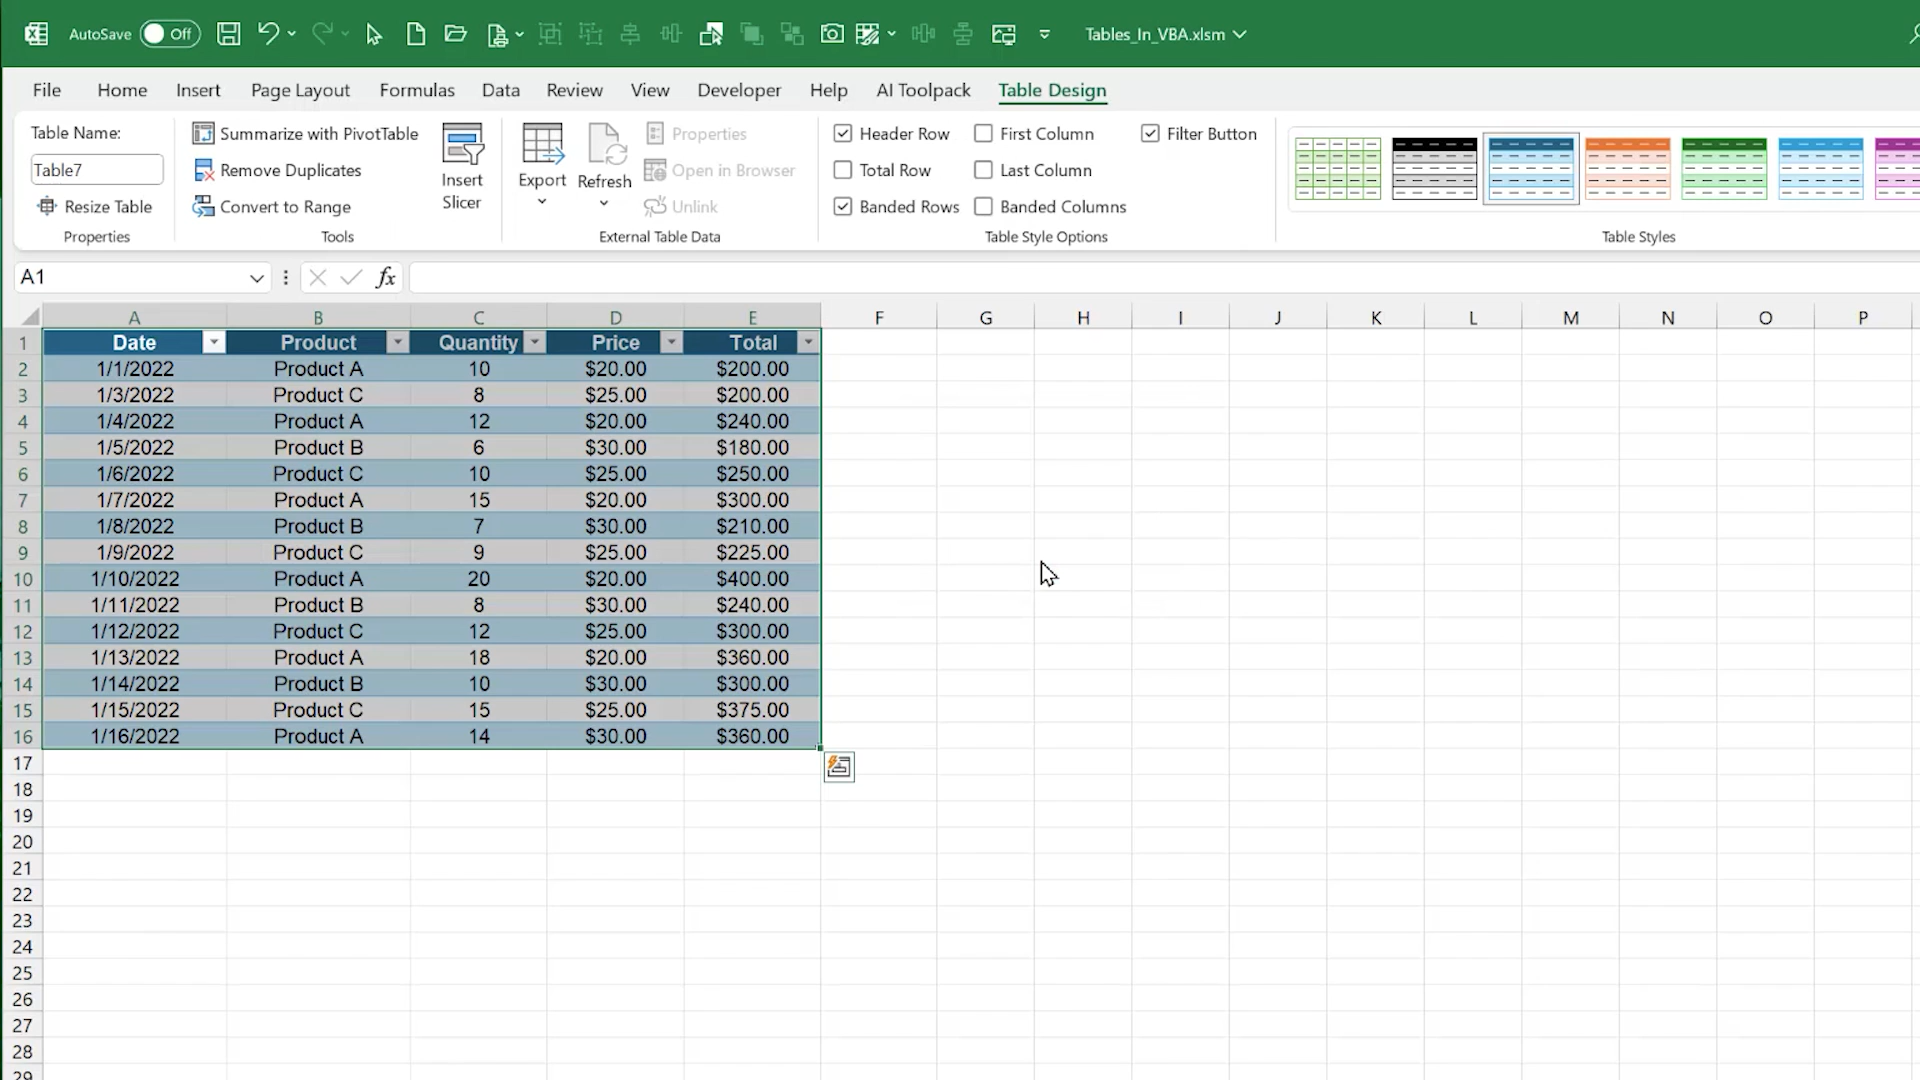 AutoSave Off Tables_In_VBA.xlsm
File Home Insert Page Layout Formulas Data Review View Developer Help AI Toolpack Table Design
Table Name:
Table7
Resize Table
Properties
Summarize with PivotTable
Remove Duplicates
Convert to Range
Tools
Insert
Slicer
Export
Refresh
Properties
Open in Browser
Unlink
External Table Data
Header Row First Column Filter Button
Total Row Last Column
Banded Rows Banded Columns
Table Style Options
Table Styles
A1 fx
A B C D E F G H I J K L M N O P
1 Date Product Quantity Price Total
2 1/1/2022 Product A 10 $20.00 $200.00
3 1/3/2022 Product C 8 $25.00 $200.00
4 1/4/2022 Product A 12 $20.00 $240.00
5 1/5/2022 Product B 6 $30.00 $180.00
6 1/6/2022 Product C 10 $25.00 $250.00
7 1/7/2022 Product A 15 $20.00 $300.00
8 1/8/2022 Product B 7 $30.00 $210.00
9 1/9/2022 Product C 9 $25.00 $225.00
10 1/10/2022 Product A 20 $20.00 $400.00
11 1/11/2022 Product B 8 $30.00 $240.00
12 1/12/2022 Product C 12 $25.00 $300.00
13 1/13/2022 Product A 18 $20.00 $360.00
14 1/14/2022 Product B 10 $30.00 $300.00
15 1/15/2022 Product C 15 $25.00 $375.00
16 1/16/2022 Product A 14 $30.00 $360.00
17
18
19
20
21
22
23
24
25
26
27
28
29